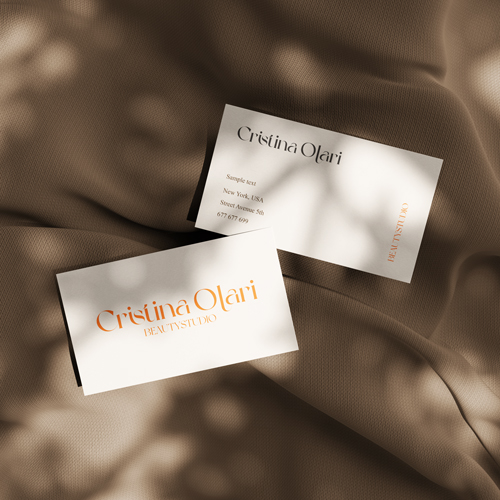 Cristina Olari
Sample text
New York, USA
Street Avenue 5th
677 677 699
BEAUTYSTUDIO
Cristina Olari
BEAUTYSTUDIO